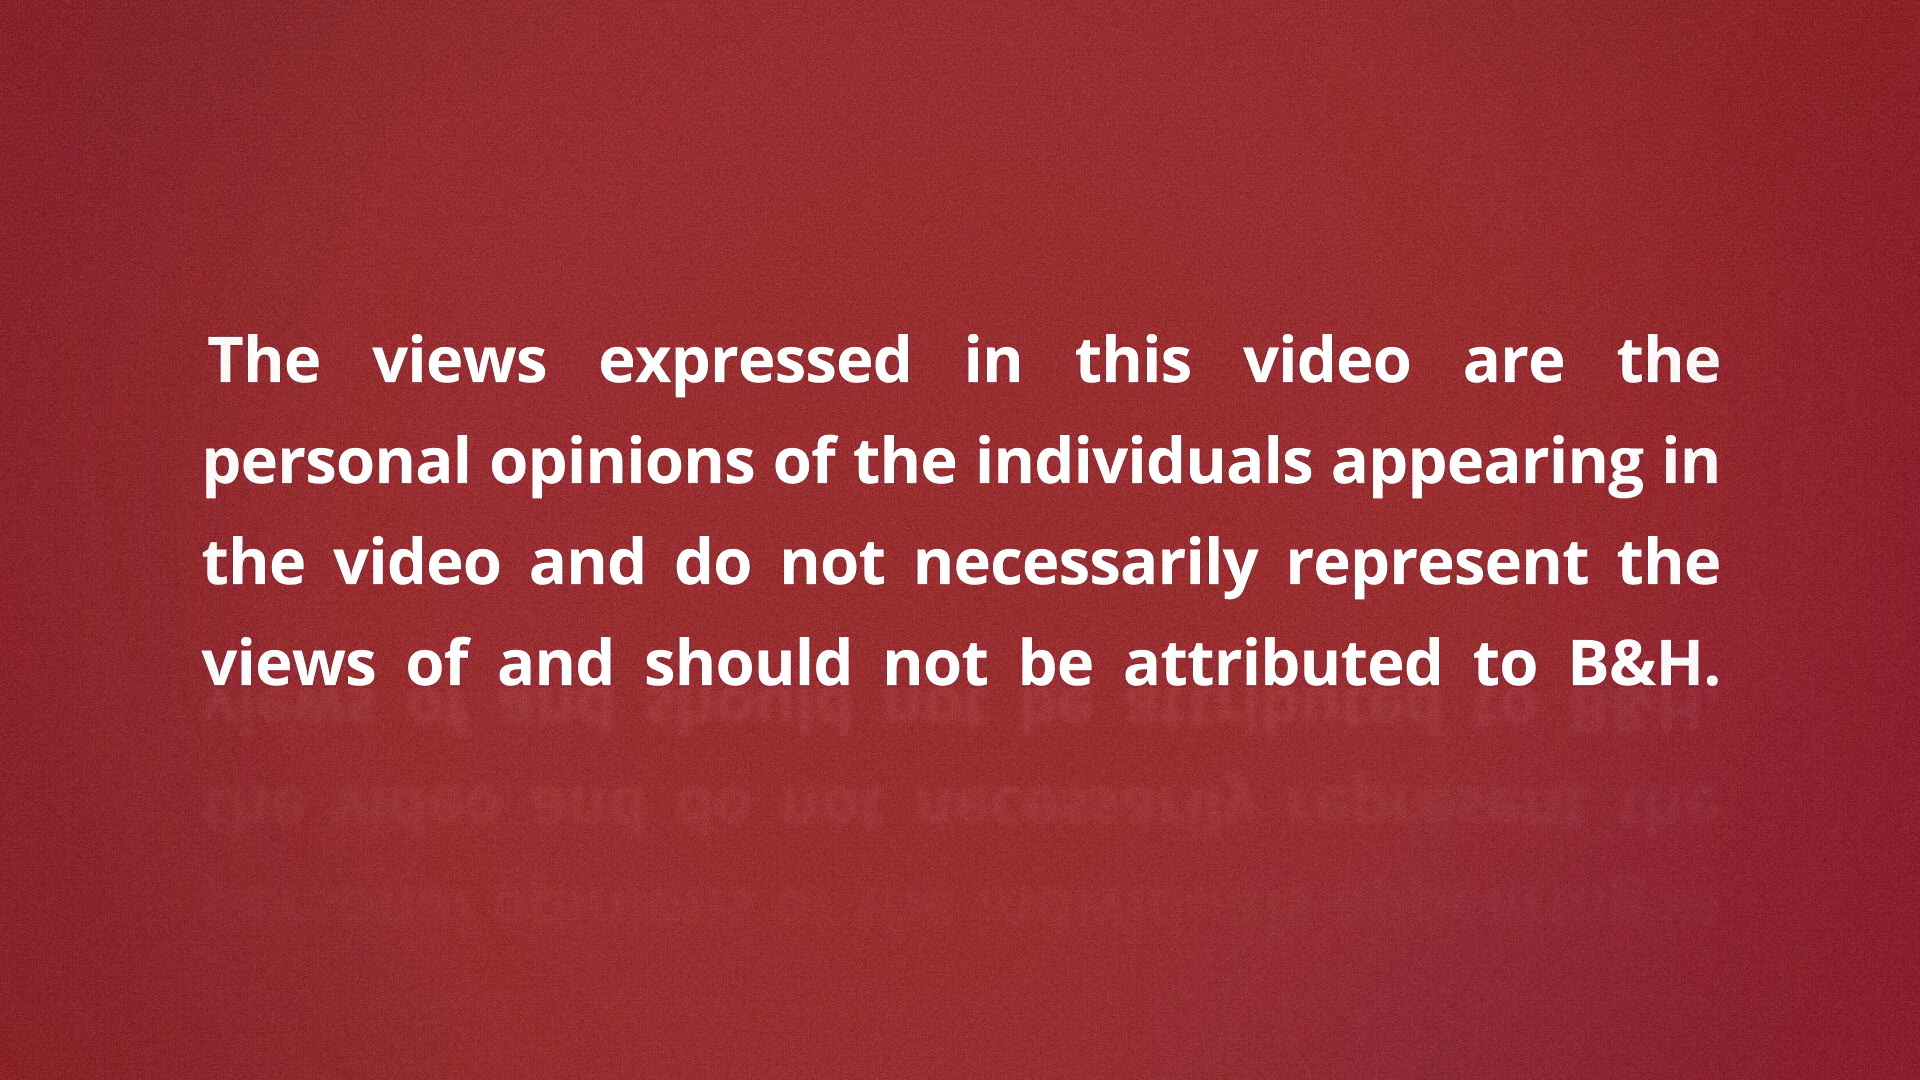 The views expressed in this video are the
personal opinions of the individuals appearing in
the video and do not necessarily represent the
views of and should not be attributed to B&H.